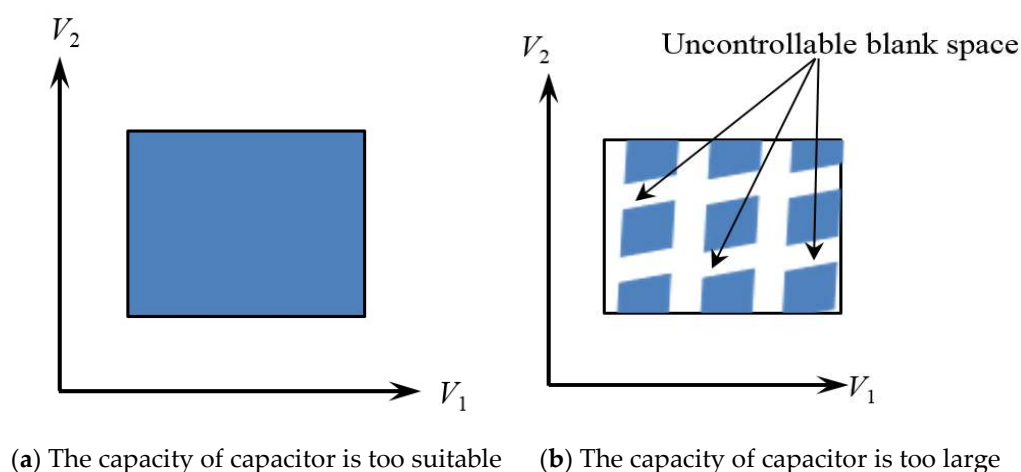 V2
V1
(a) The capacity of capacitor is too suitable
Uncontrollable blank space
V2
V1
(b) The capacity of capacitor is too large